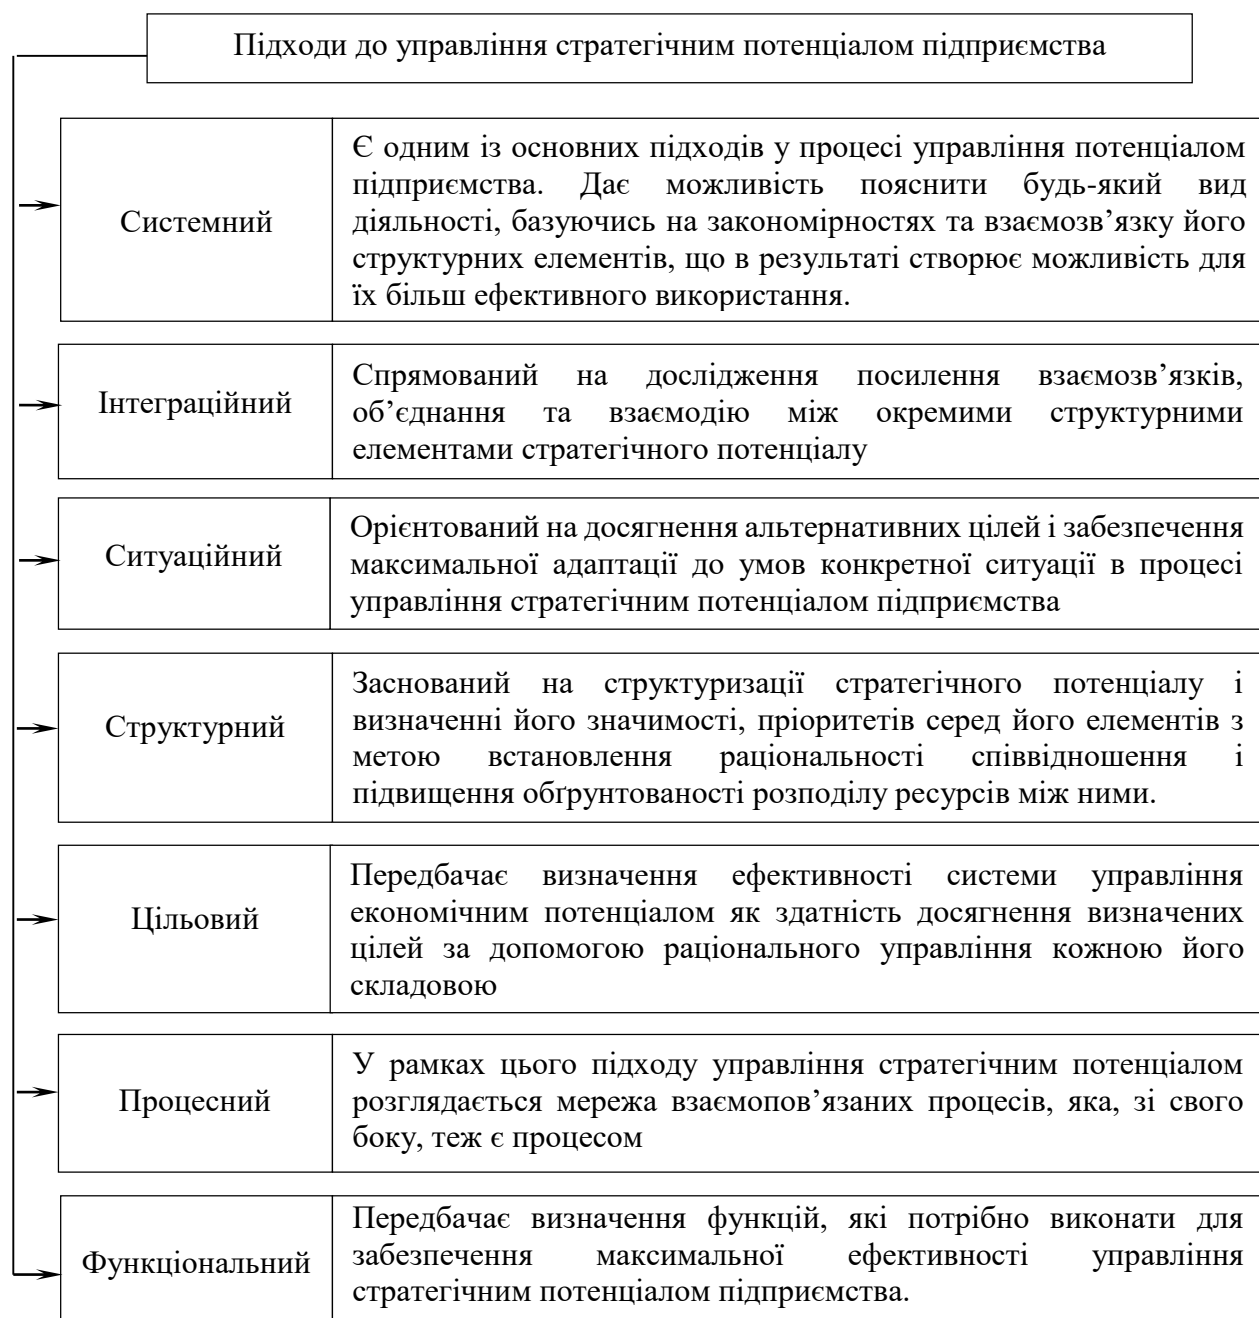 Підходи до управління стратегічним потенціалом підприємства
Системний
Є одним із основних підходів у процесі управління потенціалом
підприємства. Дає можливість пояснити будь-який вид
діяльності, базуючись на закономірностях та взаємозв’язку його
структурних елементів, що в результаті створює можливість для
їх більш ефективного використання.
Інтеграційний
Спрямований на дослідження посилення взаємозв’язків,
об’єднання та взаємодію між окремими структурними
елементами стратегічного потенціалу
Ситуаційний
Орієнтований на досягнення альтернативних цілей і забезпечення
максимальної адаптації до умов конкретної ситуації в процесі
управління стратегічним потенціалом підприємства
Структурний
Заснований на структуризації стратегічного потенціалу і
визначенні його значимості, пріоритетів серед його елементів з
метою встановлення раціональності співвідношення і
підвищення обґрунтованості розподілу ресурсів між ними.
Цільовий
Передбачає визначення ефективності системи управління
економічним потенціалом як здатність досягнення визначених
цілей за допомогою раціонального управління кожною його
складовою
Процесний
У рамках цього підходу управління стратегічним потенціалом
розглядається мережа взаємопов’язаних процесів, яка, зі свого
боку, теж є процесом
Функціональний
Передбачає визначення функцій, які потрібно виконати для
забезпечення максимальної ефективності управління
стратегічним потенціалом підприємства.